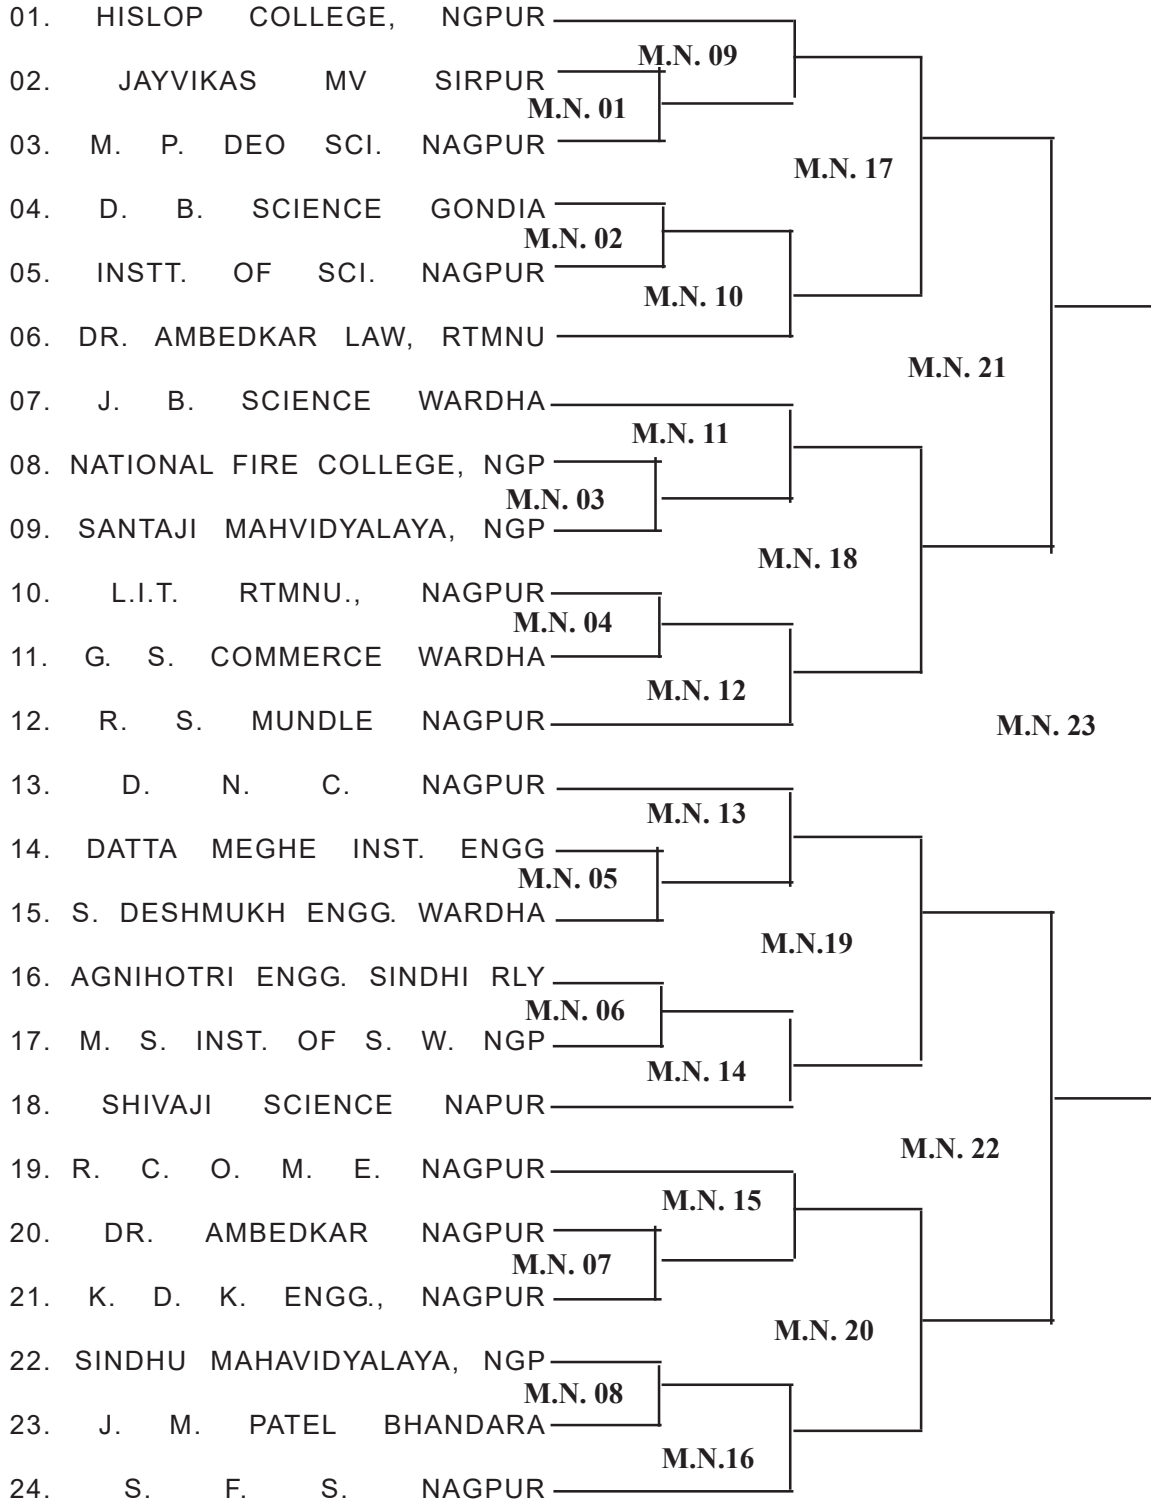 01. HISLOP COLLEGE, NGPUR
M.N. 09
02. JAYVIKAS MV SIRPUR
M.N. 01
03. M. P. DEO SCI. NAGPUR
M.N. 17
04. D. B. SCIENCE GONDIA
M.N. 02
05. INSTT. OF SCI. NAGPUR
M.N. 10
06. DR. AMBEDKAR LAW, RTMNU
M.N. 21
07. J. B. SCIENCE WARDHA
M.N. 11
08. NATIONAL FIRE COLLEGE, NGP
M.N. 03
09. SANTAJI MAHVIDYALAYA, NGP
M.N. 18
10. L.I.T. RTMNU., NAGPUR
M.N. 04
11. G. S. COMMERCE WARDHA
M.N. 12
12. R. S. MUNDLE NAGPUR
M.N. 23
13. D. N. C. NAGPUR
M.N. 13
14. DATTA MEGHE INST. ENGG
M.N. 05
15. S. DESHMUKH ENGG. WARDHA
M.N.19
16. AGNIHOTRI ENGG. SINDHI RLY
M.N. 06
17. M. S. INST. OF S. W. NGP
M.N. 14
18. SHIVAJI SCIENCE NAPUR
M.N. 22
19. R. C. O. M. E. NAGPUR
M.N. 15
20. DR. AMBEDKAR NAGPUR
M.N. 07
21. K. D. K. ENGG., NAGPUR
M.N. 20
22. SINDHU MAHAVIDYALAYA, NGP
M.N. 08
23. J. M. PATEL BHANDARA
M.N.16
24. S. F. S. NAGPUR